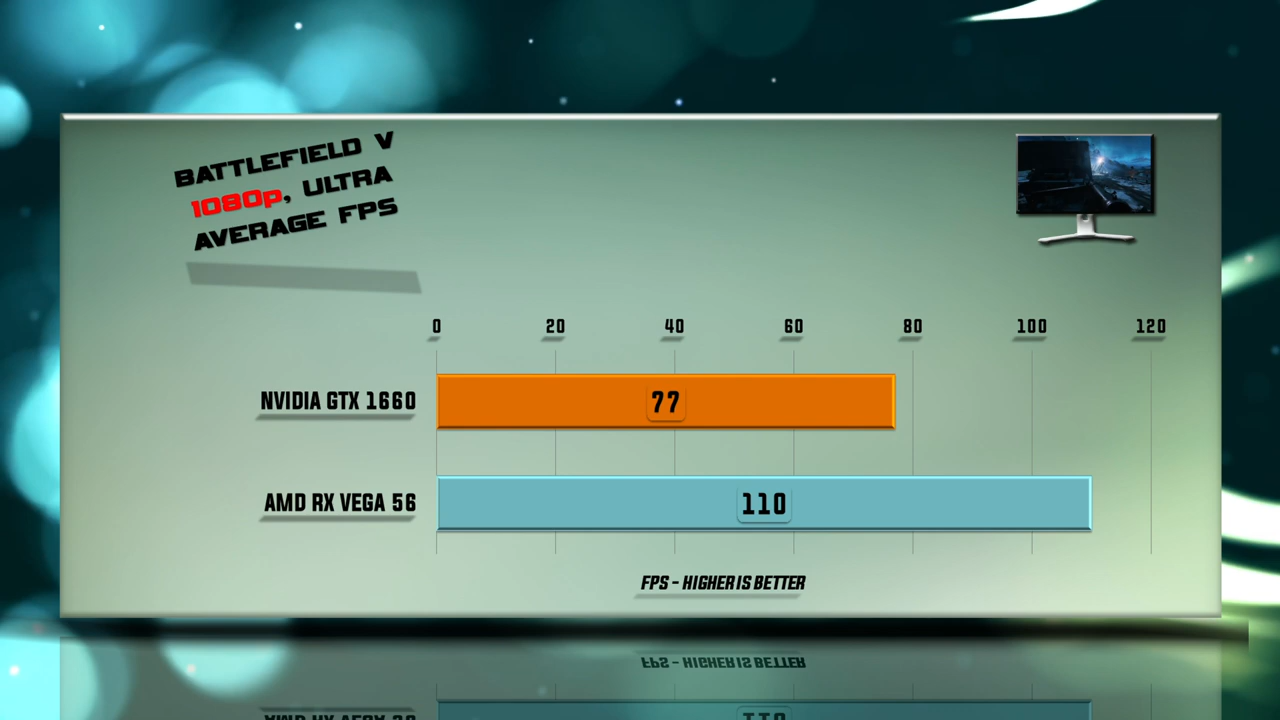 BATTLEFIELD V
1080p, ULTRA
AVERAGE FPS
0 20 40 60 80 100 120
NVIDIA GTX 1660 77
AMD RX VEGA 56 110
FPS - HIGHER IS BETTER